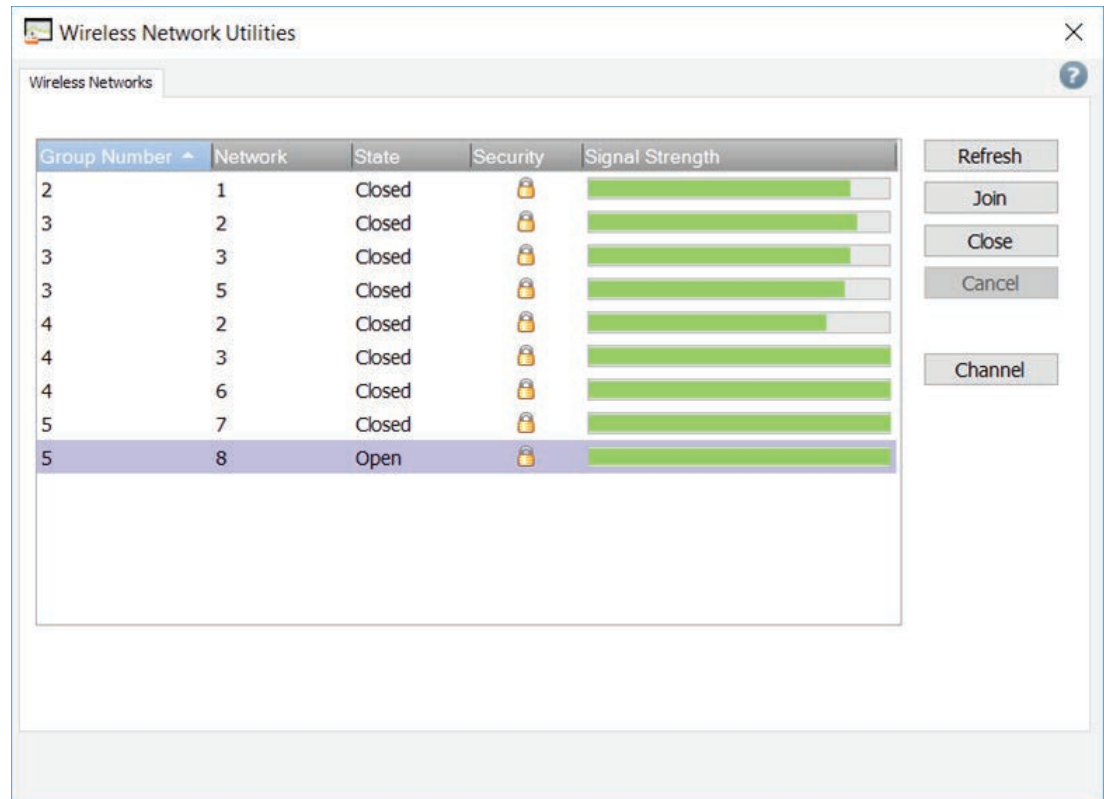 Wireless Network Utilities
Wireless Networks
?
Group Number Network State Security Signal Strength
2 1 Closed
3 2 Closed
3 3 Closed
3 5 Closed
4 2 Closed
4 3 Closed
4 6 Closed
5 7 Closed
5 8 Open
Refresh
Join
Close
Cancel
Channel